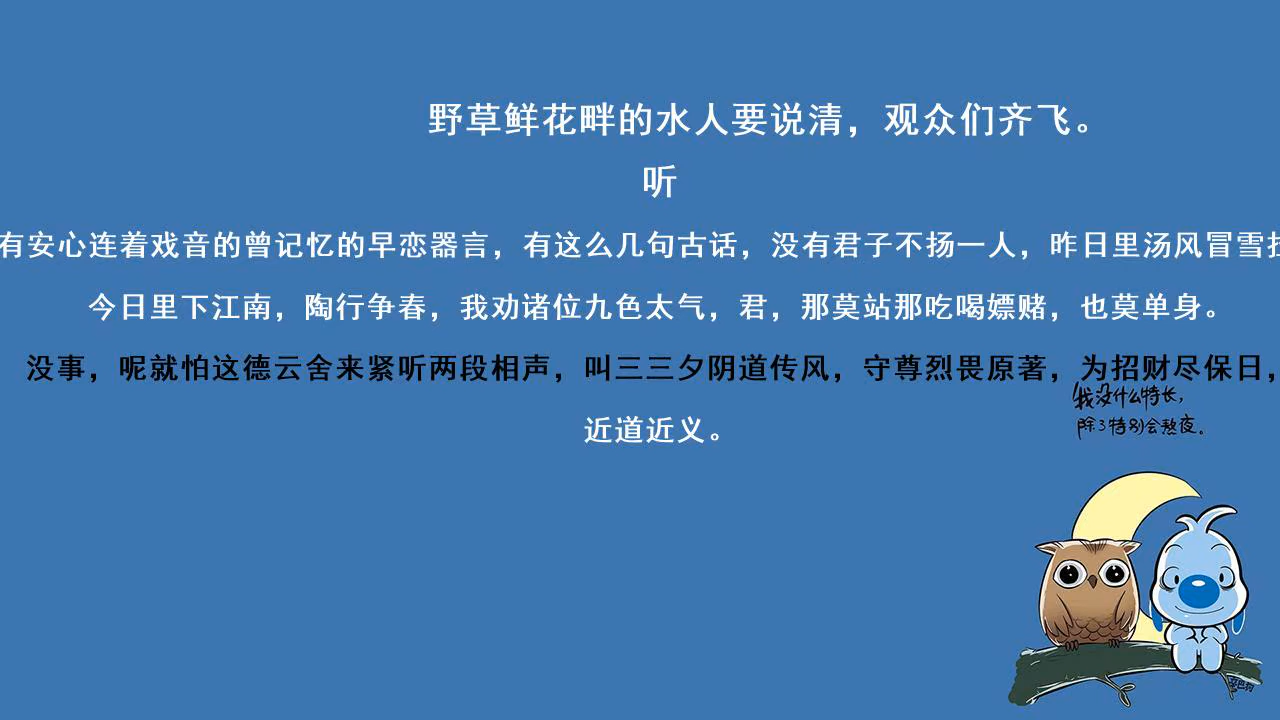 野草鲜花畔的水人要说清，观众们齐飞。
听
有安心连着戏音的曾记忆的早恋器言，有这么几句古话，没有君子不扬一人，昨日里汤风冒雪
今日里下江南，陶行争春，我劝诸位九色太气，君，那莫站那吃喝嫖赌，也莫单身。
没事，呢就怕这德云舍来紧听两段相声，叫三三夕阴道传风，守尊烈畏原著，为招财尽保日，
我没什么特长，
除了特别会熬夜。
近道近义。